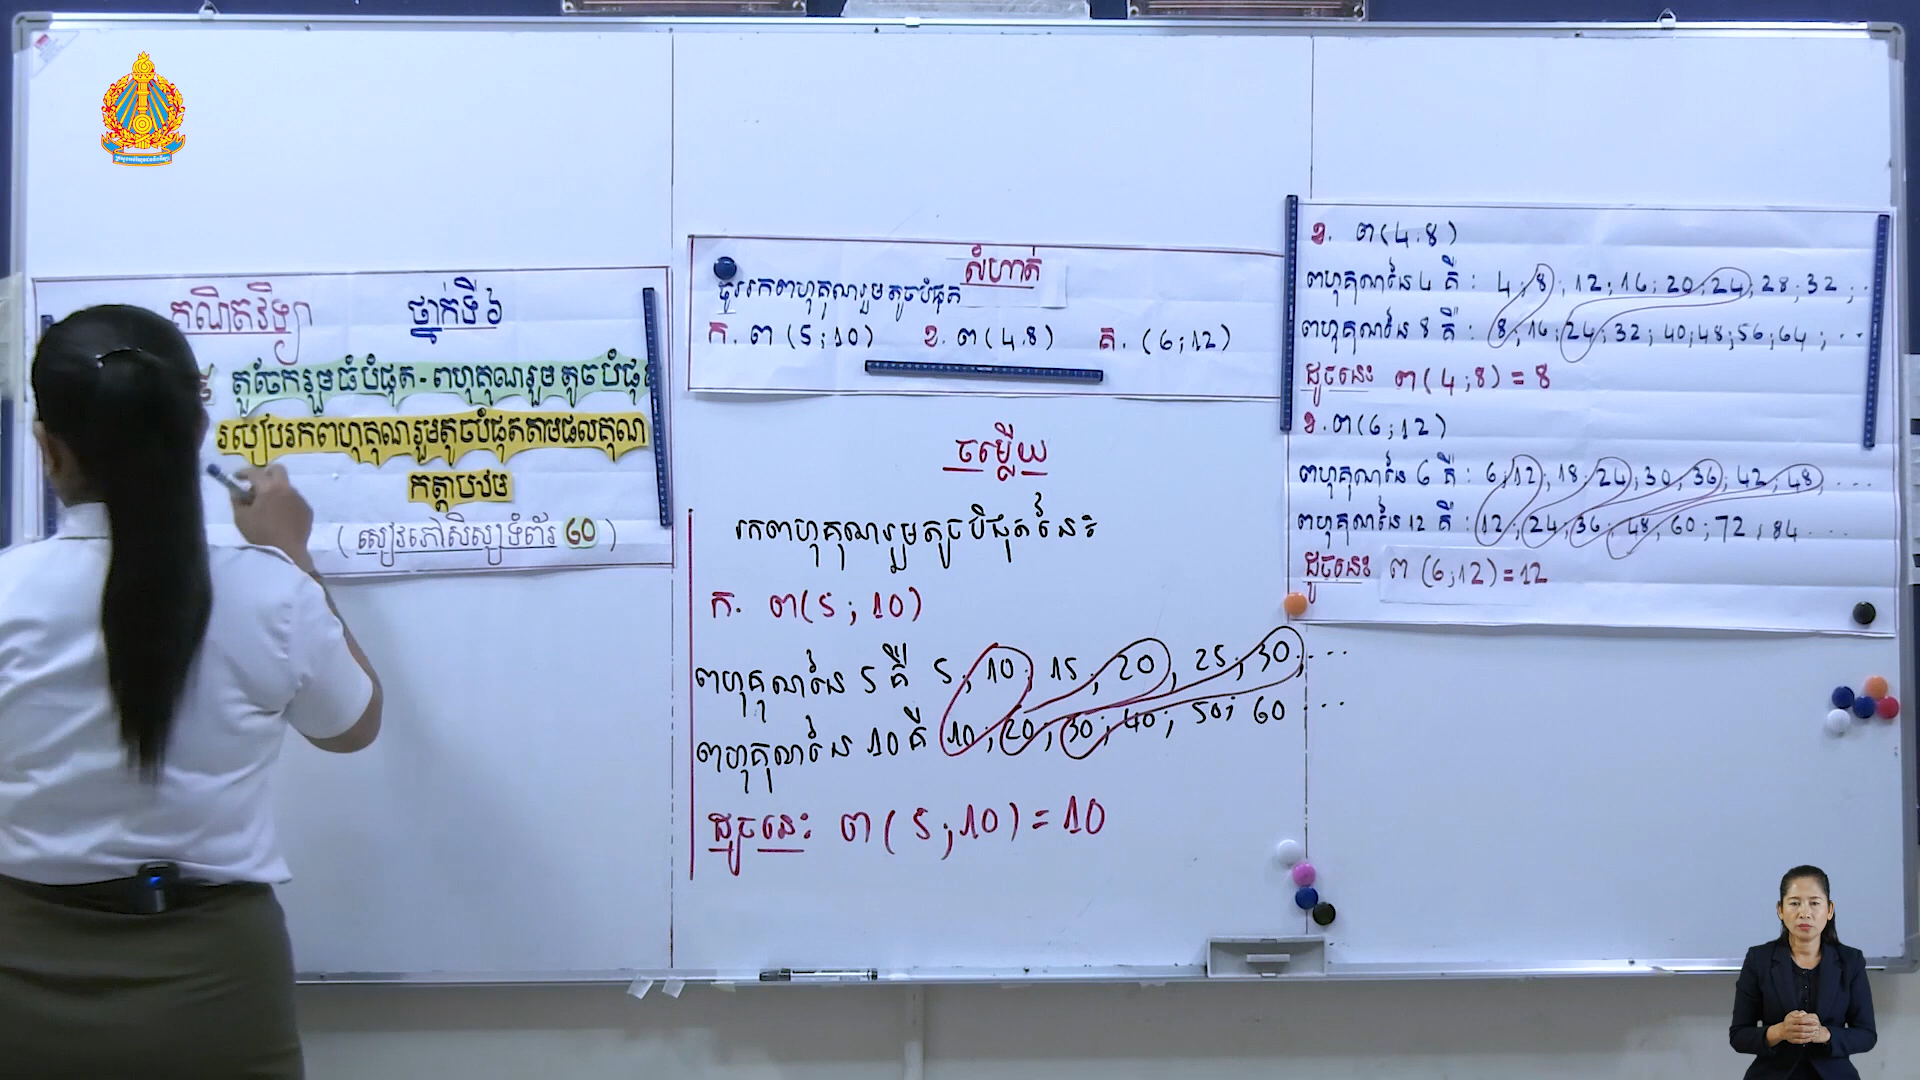 គណិតវិទ្យា ថ្នាក់ទី ៦
តួចែករួមធំបំផុត - ពហុគុណរួមតូចបំផុត
របៀបរកពហុគុណរួមតូចបំផុតតាមផលគុណ
កត្តាបឋម
( សៀវភៅសិស្សទំព័រ ៦០ )
លំហាត់
ចូររកពហុគុណរួមតូចបំផុត
ក. ពា (5;10) ខ. ពា(4.8) គ. (6;12)
ចម្លើយ
រកពហុគុណរួមតូចបំផុតនៃ៖
ក. ពា(5 ; 10)
ពហុគុណនៃ 5 គឺ 5; 10; 15; 20; 25; 30; ...
ពហុគុណនៃ 10 គឺ 10; 20; 30; 40; 50; 60 ...
ដូចនេះ ពា ( 5 ; 10 ) = 10
ខ. ពា(4.8)
ពហុគុណនៃ 4 គឺ : 4;8;12;16;20;24;28;32; .
ពហុគុណនៃ 8 គឺ : 8;16;24;32;40;48;56;64; ...
ដូចនេះ ពា(4;8) = 8
ខ.ពា(6;12)
ពហុគុណនៃ 6 គឺ : 6;12;18;24;30;36;42;48; ...
ពហុគុណនៃ 12 គឺ : 12;24;36;48;60;72;84 ...
ដូចនេះ ពា (6;12)=12